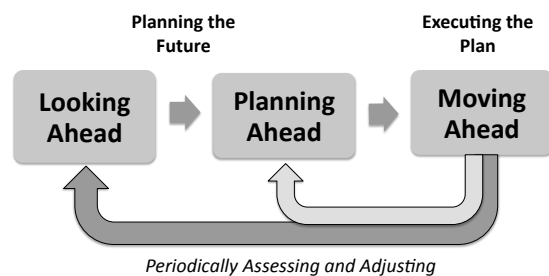 Planning the
Future
Executing the
Plan
Looking
Ahead
Planning
Ahead
Moving
Ahead
Periodically Assessing and Adjusting